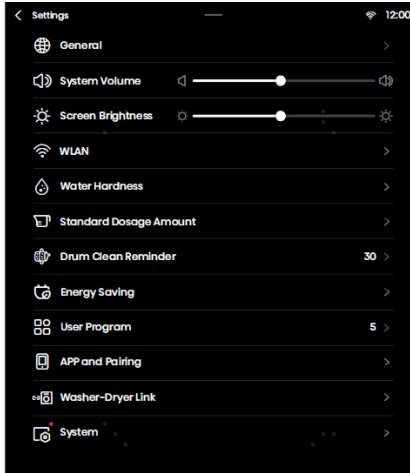 Settings 12:00
General
System Volume
Screen Brightness
WLAN
Water Hardness
Standard Dosage Amount
Drum Clean Reminder 30
Energy Saving
User Program 5
APP and Pairing
Washer-Dryer Link
System